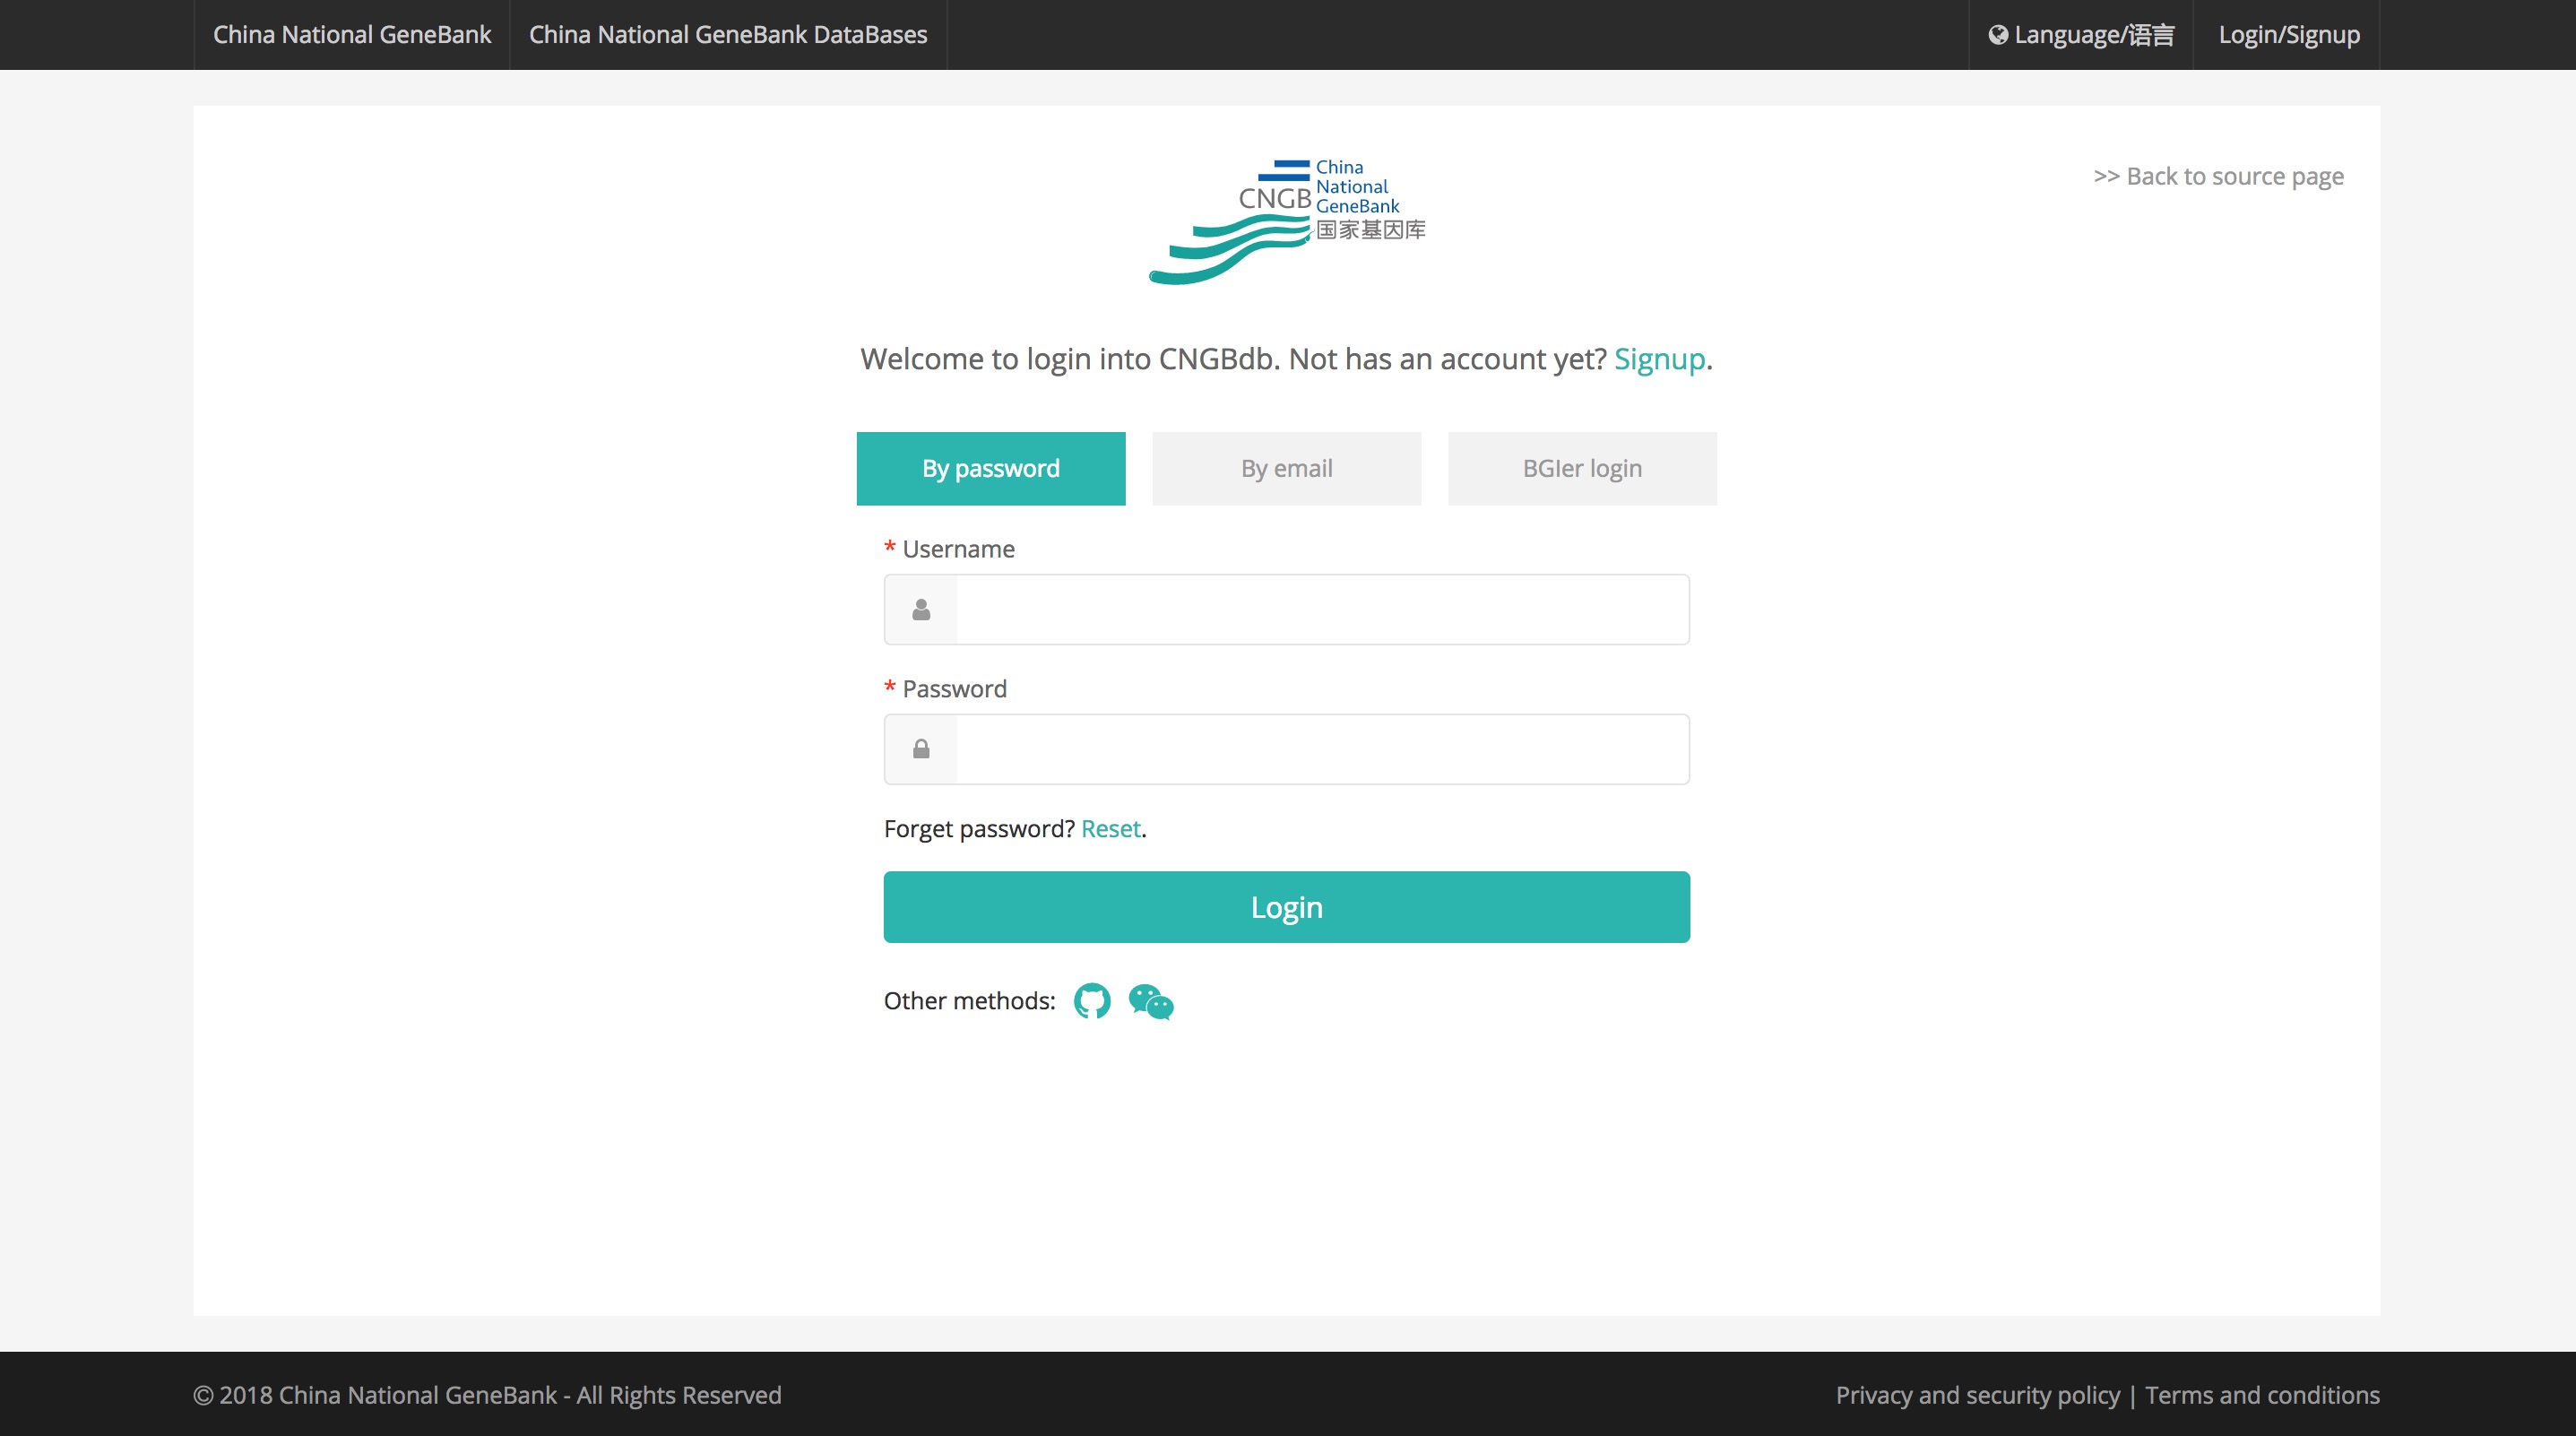 China National GeneBank
China National GeneBank DataBases
Language/语言
Login/Signup
>> Back to source page
CNGB
China
National
GeneBank
国家基因库
Welcome to login into CNGBdb. Not has an account yet? Signup.
By password
By email
BGIer login
* Username
* Password
Forget password? Reset.
Login
Other methods:
© 2018 China National GeneBank - All Rights Reserved
Privacy and security policy | Terms and conditions